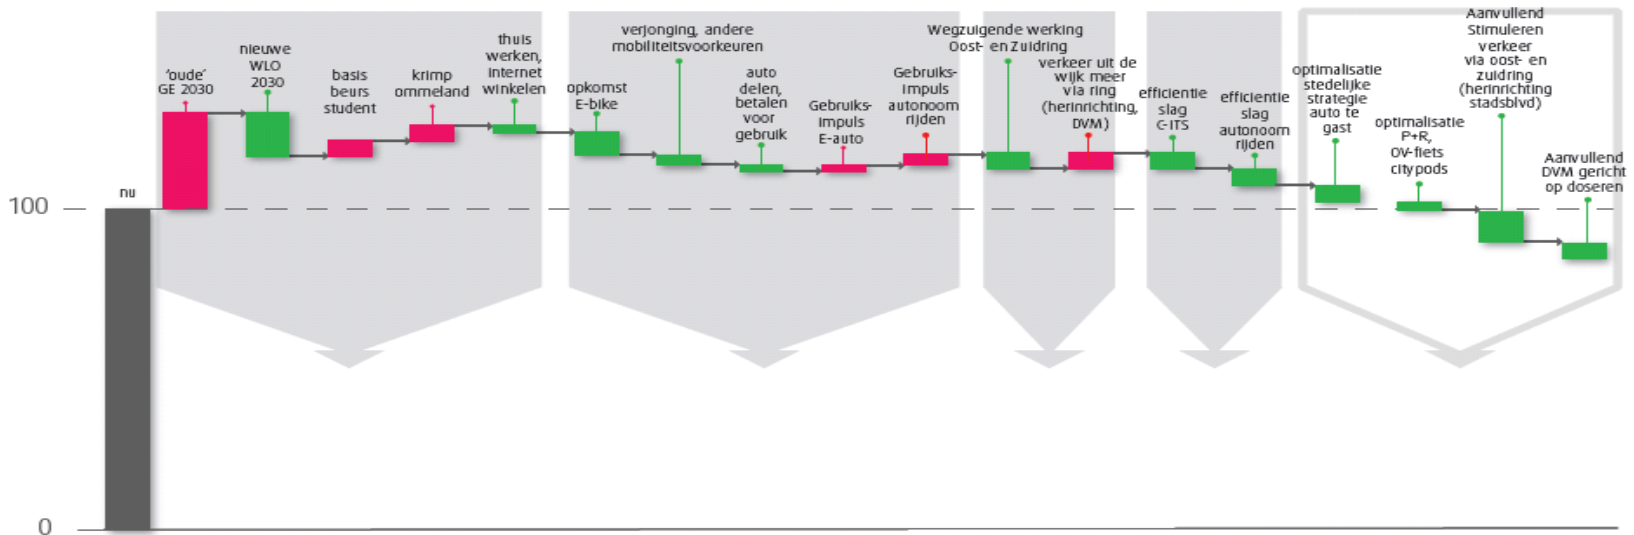 nu
100
0
'oude'
GE 2030
nieuwe
WLO
2030
basis
beurs
student
krimp
ommeland
thuis
werken,
internet
winkelen
opkomst
E-bike
verjonging, andere
mobiliteitsvoorkeuren
auto
delen,
betalen
voor
gebruik
Gebruiks-
impuls
E-auto
Gebruiks-
impuls
autonoom
rijden
Wegzuigende werking
Oost- en Zuidring
verkeer uit de
wijk meer
via ring
(herinrichting,
DVM)
efficientie
slag
C-ITS
efficientie
slag
autonoom
rijden
optimalisatie
stedelijke
strategie
auto te
gast
optimalisatie
P+R,
OV-fiets
citypods
Aanvullend
Stimuleren
verkeer
via oost- en
zuidring
(herinrichting
stadsblvd)
Aanvullend
DVM gericht
op doseren